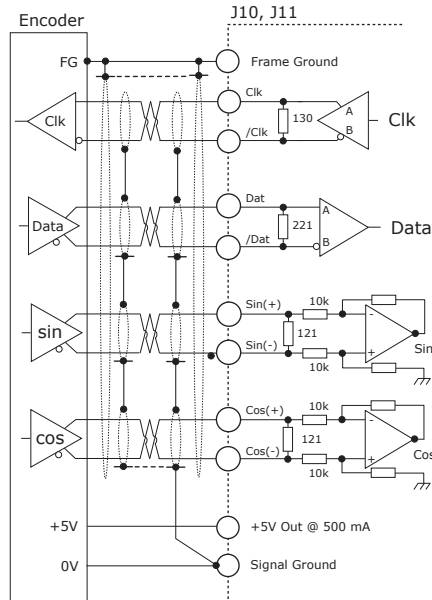 Encoder
J10, J11
FG
Frame Ground
Clk
Clk
130
A
B
Clk
/Clk
Data
Dat
221
A
B
Data
/Dat
sin
Sin(+)
10k
-
121
+
Sin
Sin(-)
10k
cos
Cos(+)
10k
-
121
+
Cos
Cos(-)
10k
+5V
+5V Out @ 500 mA
0V
Signal Ground